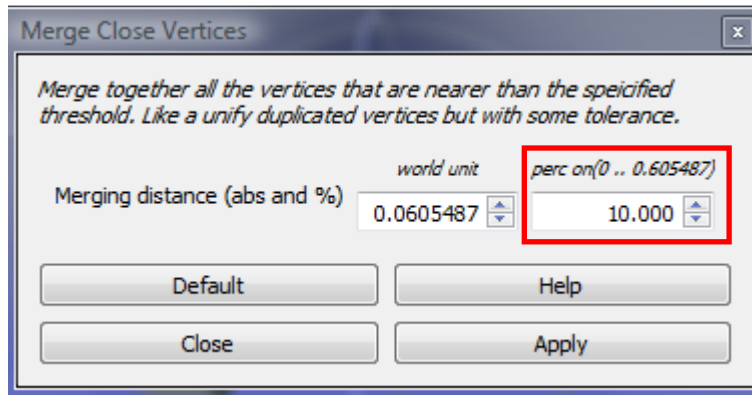 Merge Close Vertices
x
Merge together all the vertices that are nearer than the speicified
threshold. Like a unify duplicated vertices but with some tolerance.
world unit perc on(0 .. 0.605487)
Merging distance (abs and %) 0.0605487 10.000
Default Help
Close Apply